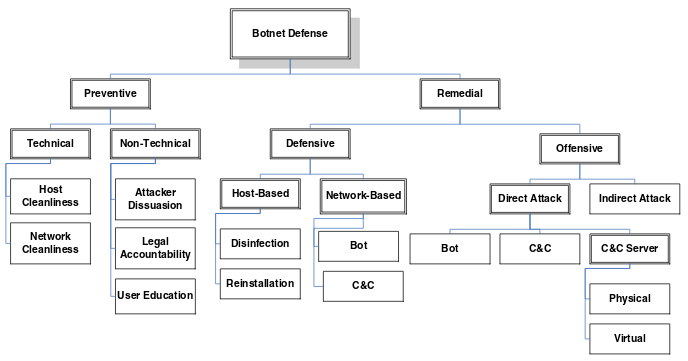 Botnet Defense
Preventive
Remedial
Technical
Non-Technical
Defensive
Offensive
Host
Cleanliness
Network
Cleanliness
Attacker
Dissuasion
Legal
Accountability
User Education
Host-Based
Network-Based
Disinfection
Reinstallation
Bot
C&C
Direct Attack
Indirect Attack
Bot
C&C
C&C Server
Physical
Virtual